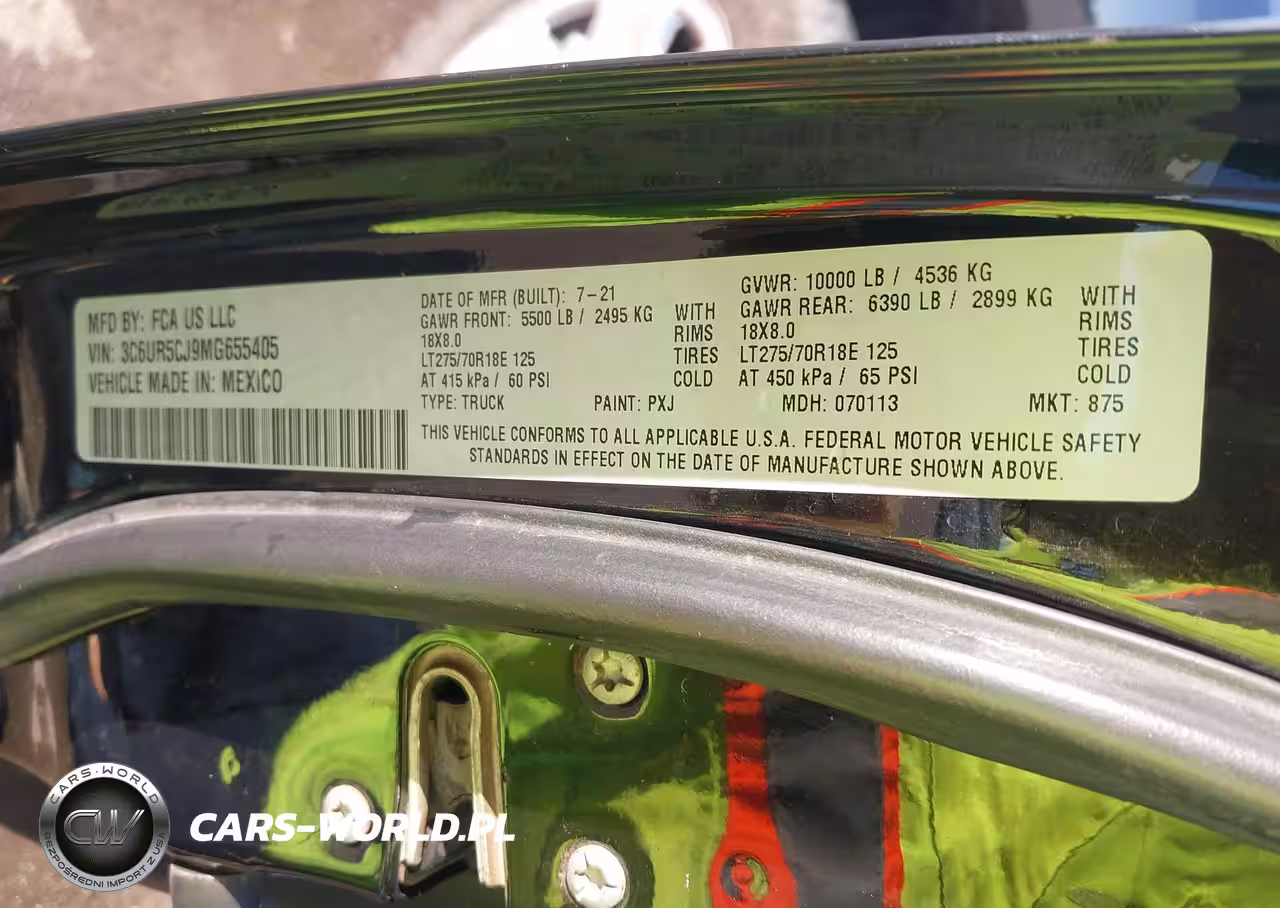 MFD BY: FCA US LLC
VIN: 3C6UR5CJ9MG655405
VEHICLE MADE IN: MEXICO
DATE OF MFR (BUILT): 7-21
GAWR FRONT: 5500 LB / 2495 KG WITH
18X8.0 RIMS
LT275/70R18E 125 TIRES
AT 415 kPa / 60 PSI COLD
GVWR: 10000 LB / 4536 KG
GAWR REAR: 6390 LB / 2899 KG WITH
18X8.0 RIMS
LT275/70R18E 125 TIRES
AT 450 kPa / 65 PSI COLD
TYPE: TRUCK PAINT: PXJ MDH: 070113 MKT: 875
THIS VEHICLE CONFORMS TO ALL APPLICABLE U.S.A. FEDERAL MOTOR VEHICLE SAFETY
STANDARDS IN EFFECT ON THE DATE OF MANUFACTURE SHOWN ABOVE.
CARS-WORLD
CW
BEZPOŚREDNI IMPORT Z USA
CARS-WORLD.PL